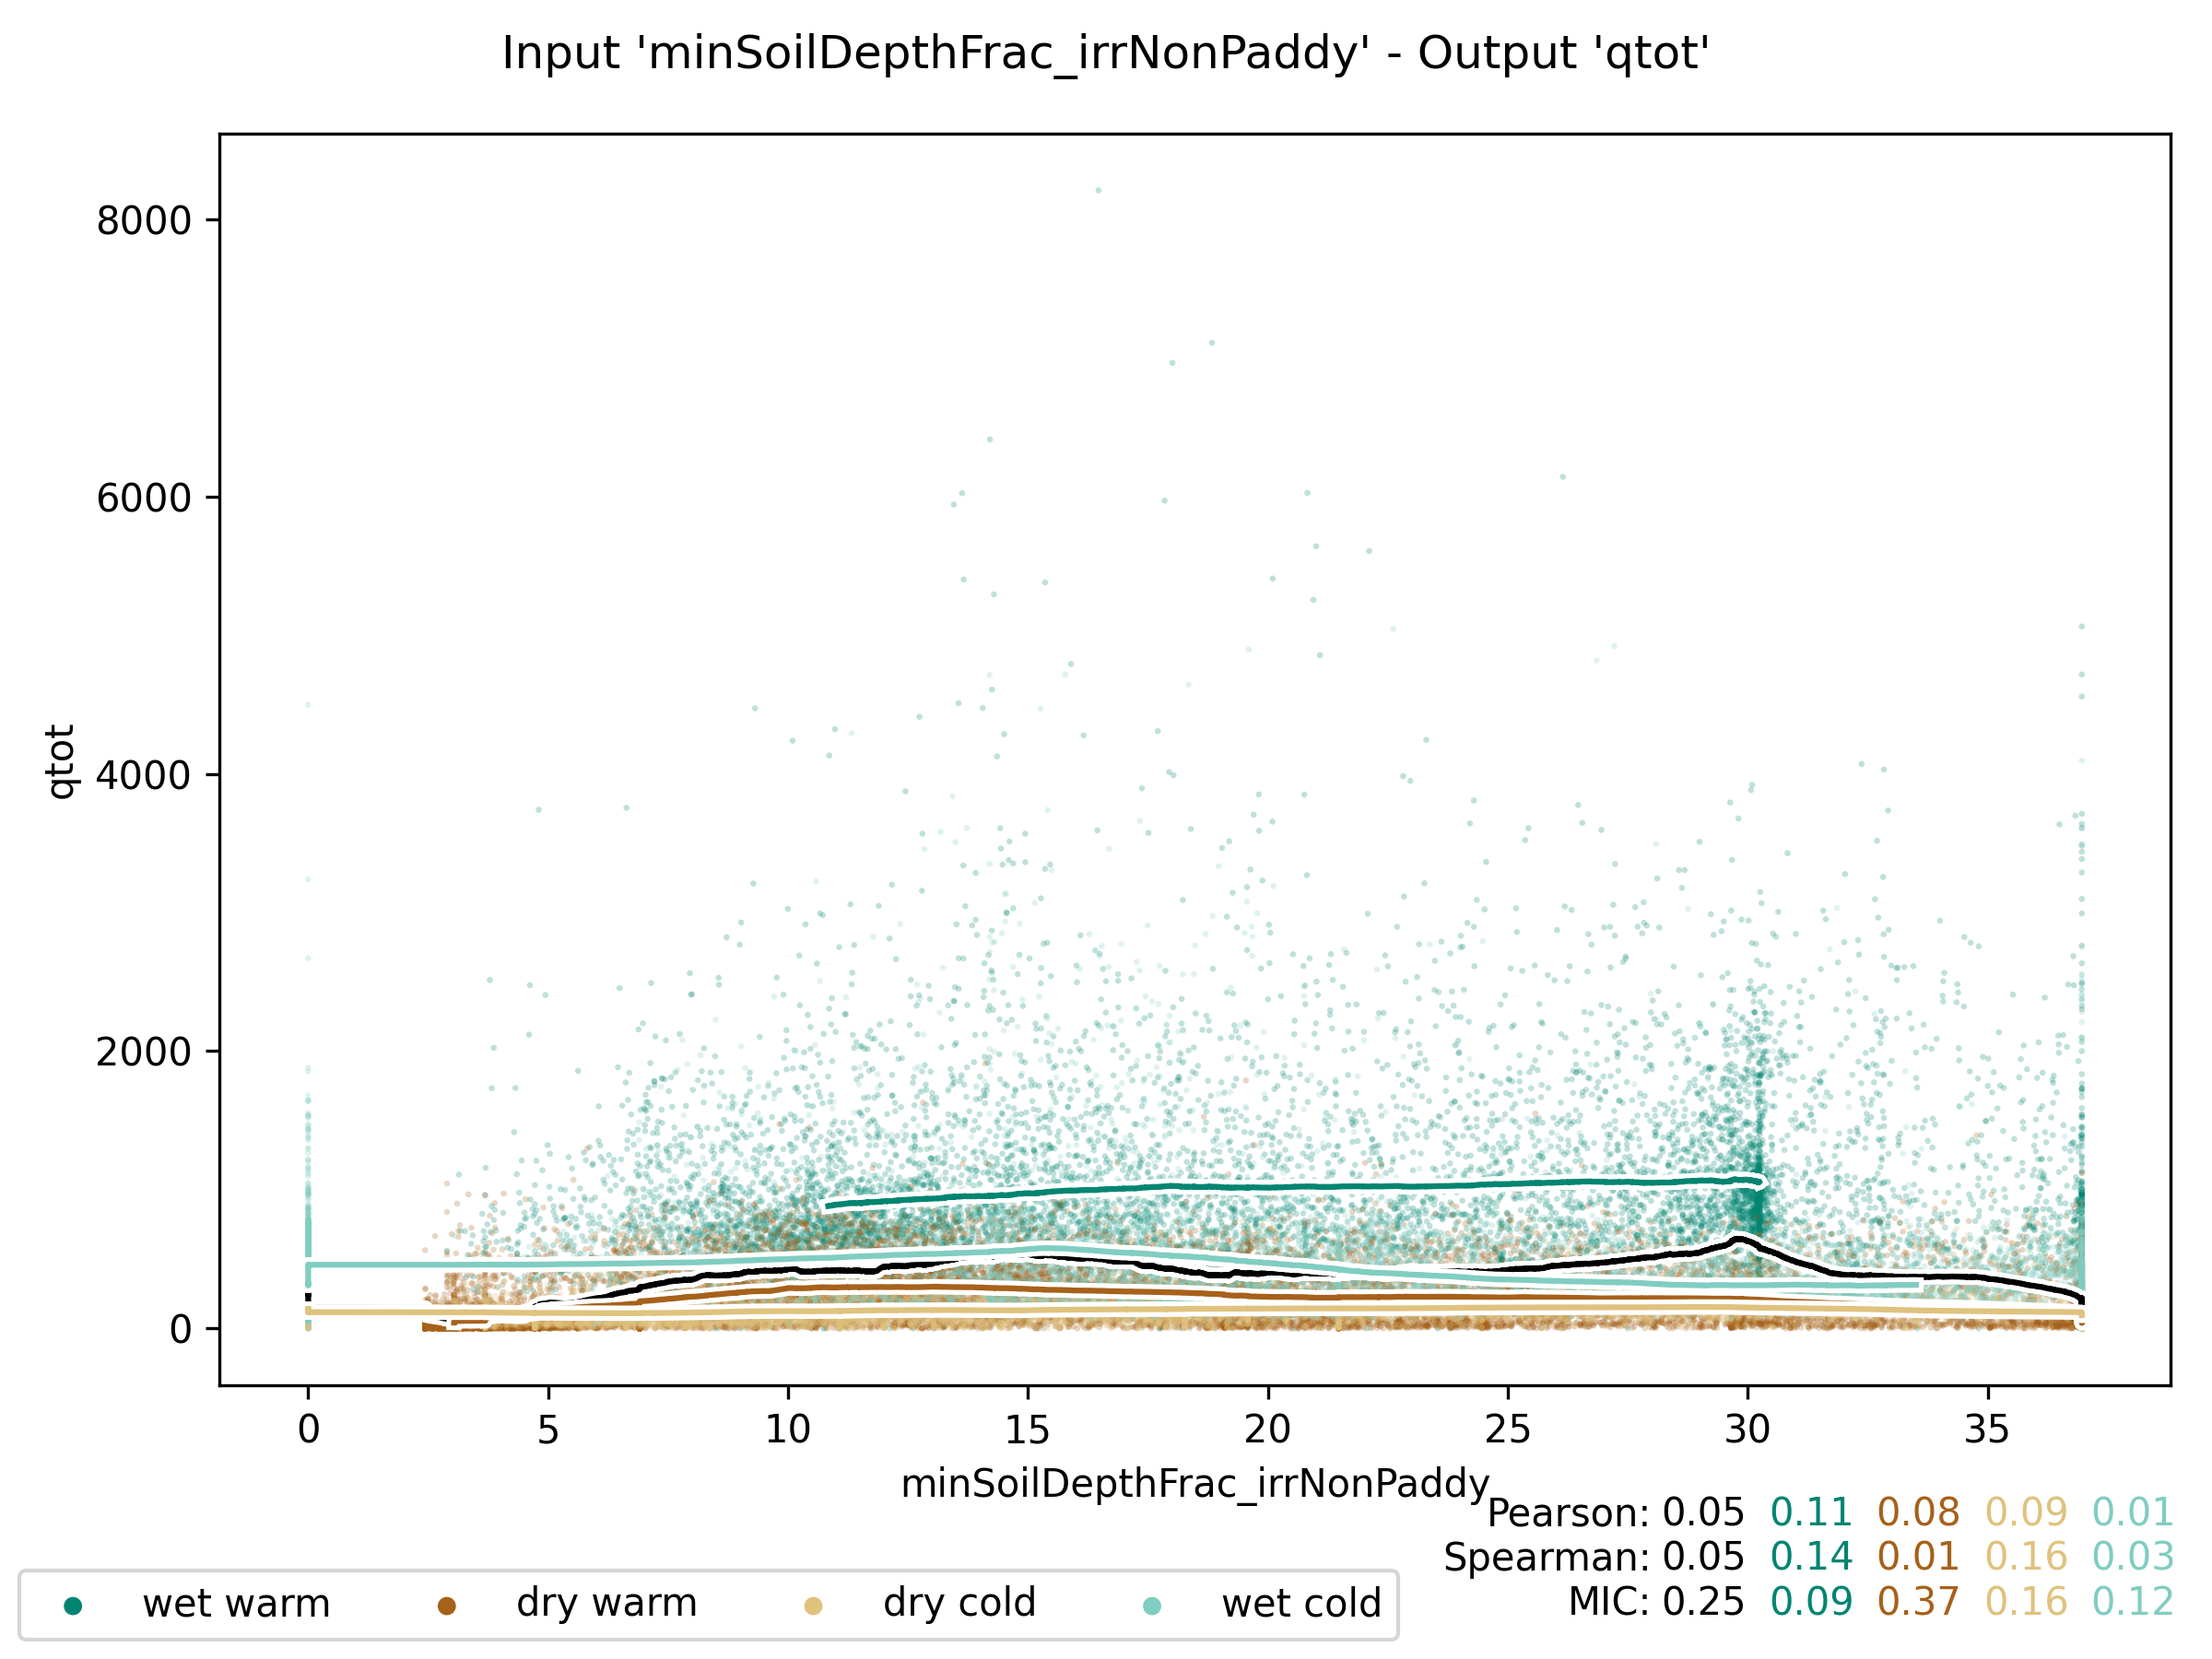 Input 'minSoilDepthFrac_irrNonPaddy' - Output 'qtot'
8000
6000
4000
2000
0
qtot
0 5 10 15 20 25 30 35
minSoilDepthFrac_irrNonPaddy
Pearson: 0.05 0.11 0.08 0.09 0.01
Spearman: 0.05 0.14 0.01 0.16 0.03
MIC: 0.25 0.09 0.37 0.16 0.12
wet warm dry warm dry cold wet cold